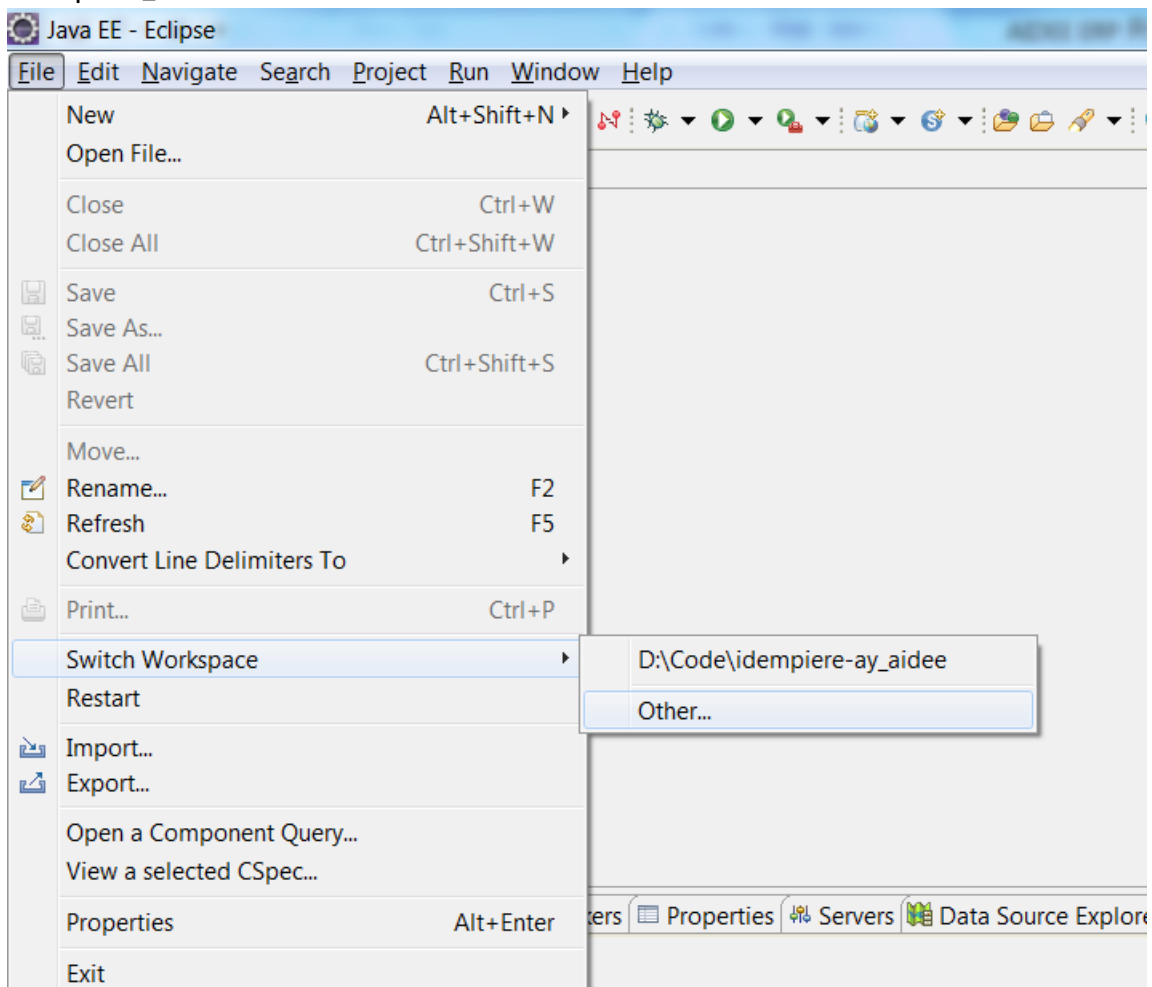 Java EE - Eclipse
File Edit Navigate Search Project Run Window Help
New Alt+Shift+N
Open File...
Close Ctrl+W
Close All Ctrl+Shift+W
Save Ctrl+S
Save As...
Save All Ctrl+Shift+S
Revert
Move...
Rename... F2
Refresh F5
Convert Line Delimiters To
Print... Ctrl+P
Switch Workspace D:\Code\idempiere-ay_aidee
Restart Other...
Import...
Export...
Open a Component Query...
View a selected CSpec...
Properties Alt+Enter Properties Servers Data Source Explore
Exit